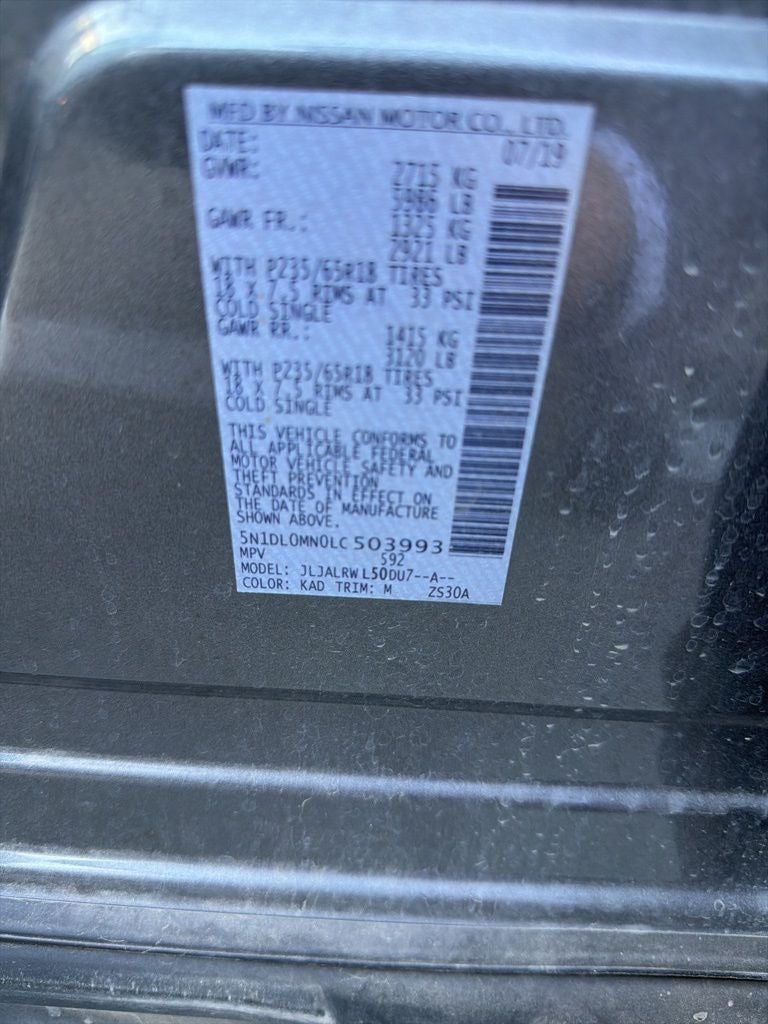 MFD BY NISSAN MOTOR CO., LTD.
DATE: 07/19
GVWR: 2715 KG
5986 LB
GAWR FR.: 1325 KG
2921 LB
WITH P235/65R18 TIRES
18 X 7.5 RIMS AT 33 PSI
COLD SINGLE
GAWR RR.: 1415 KG
3120 LB
WITH P235/65R18 TIRES
18 X 7.5 RIMS AT 33 PSI
COLD SINGLE
THIS VEHICLE CONFORMS TO
ALL APPLICABLE FEDERAL
MOTOR VEHICLE SAFETY AND
THEFT PREVENTION
STANDARDS IN EFFECT ON
THE DATE OF MANUFACTURE
SHOWN ABOVE.
5N1DL0MN0LC 503993
MPV 592
MODEL: JLJALRW L50DU7--A--
COLOR: KAD TRIM: M ZS30A